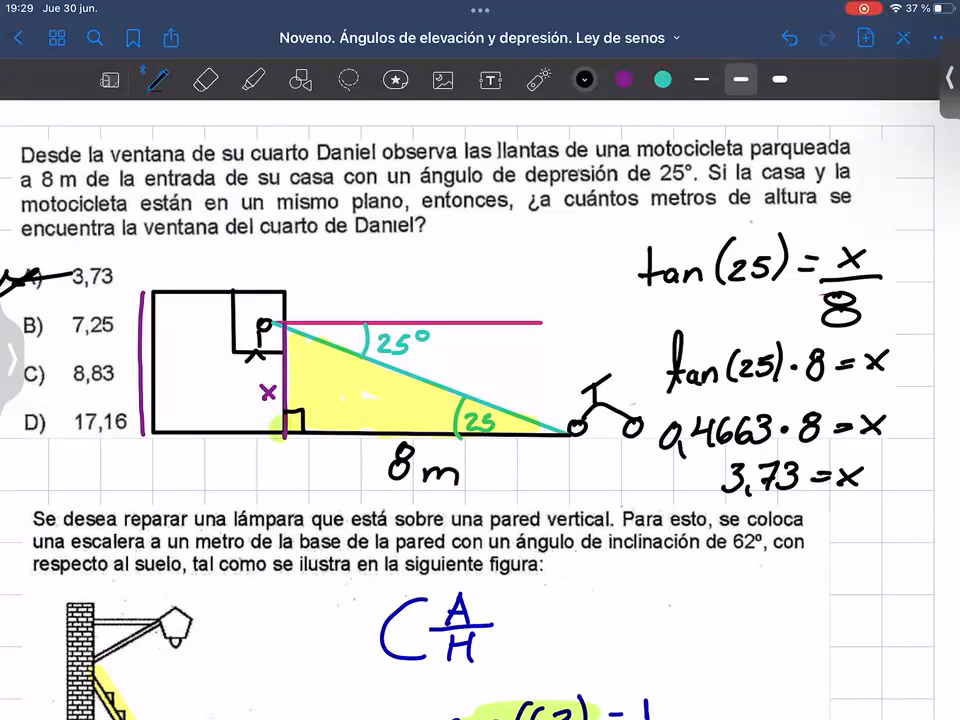 19:29 Jue 30 jun.
37 %
Noveno. Ángulos de elevación y depresión. Ley de senos
Desde la ventana de su cuarto Daniel observa las llantas de una motocicleta parqueada
a 8 m de la entrada de su casa con un ángulo de depresión de 25°. Si la casa y la
motocicleta están en un mismo plano, entonces, ¿a cuántos metros de altura se
encuentra la ventana del cuarto de Daniel?
3,73
B) 7,25
C) 8,83
D) 17,16
25°
x
25
8 m
tan(25) = x/8
tan(25) · 8 = x
0,4663 · 8 = x
3,73 = x
Se desea reparar una lámpara que está sobre una pared vertical. Para esto, se coloca
una escalera a un metro de la base de la pared con un ángulo de inclinación de 62º, con
respecto al suelo, tal como se ilustra en la siguiente figura:
C A/H